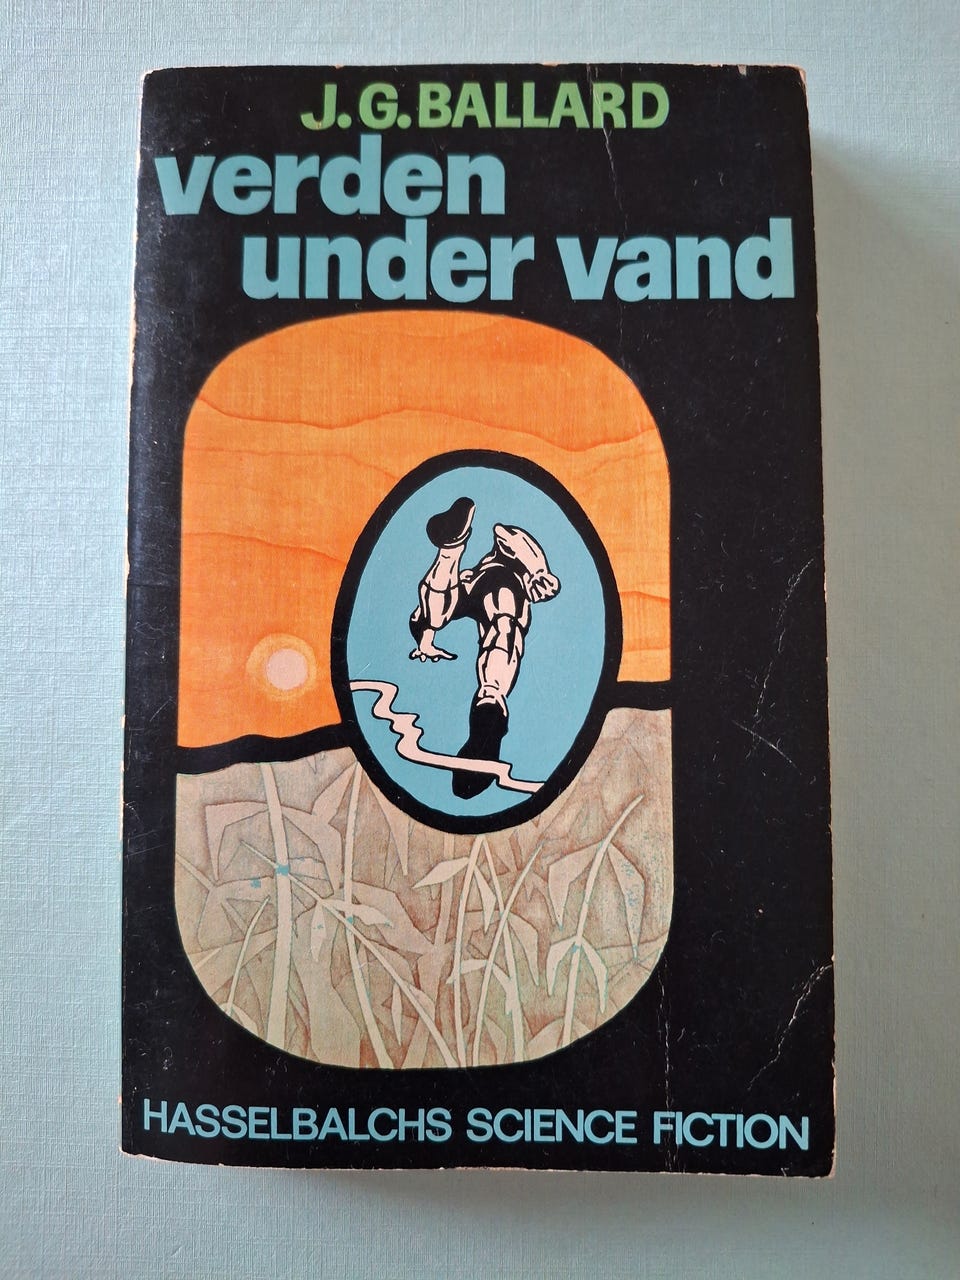 J.G.BALLARD
verden
under vand
HASSELBALCHS SCIENCE FICTION